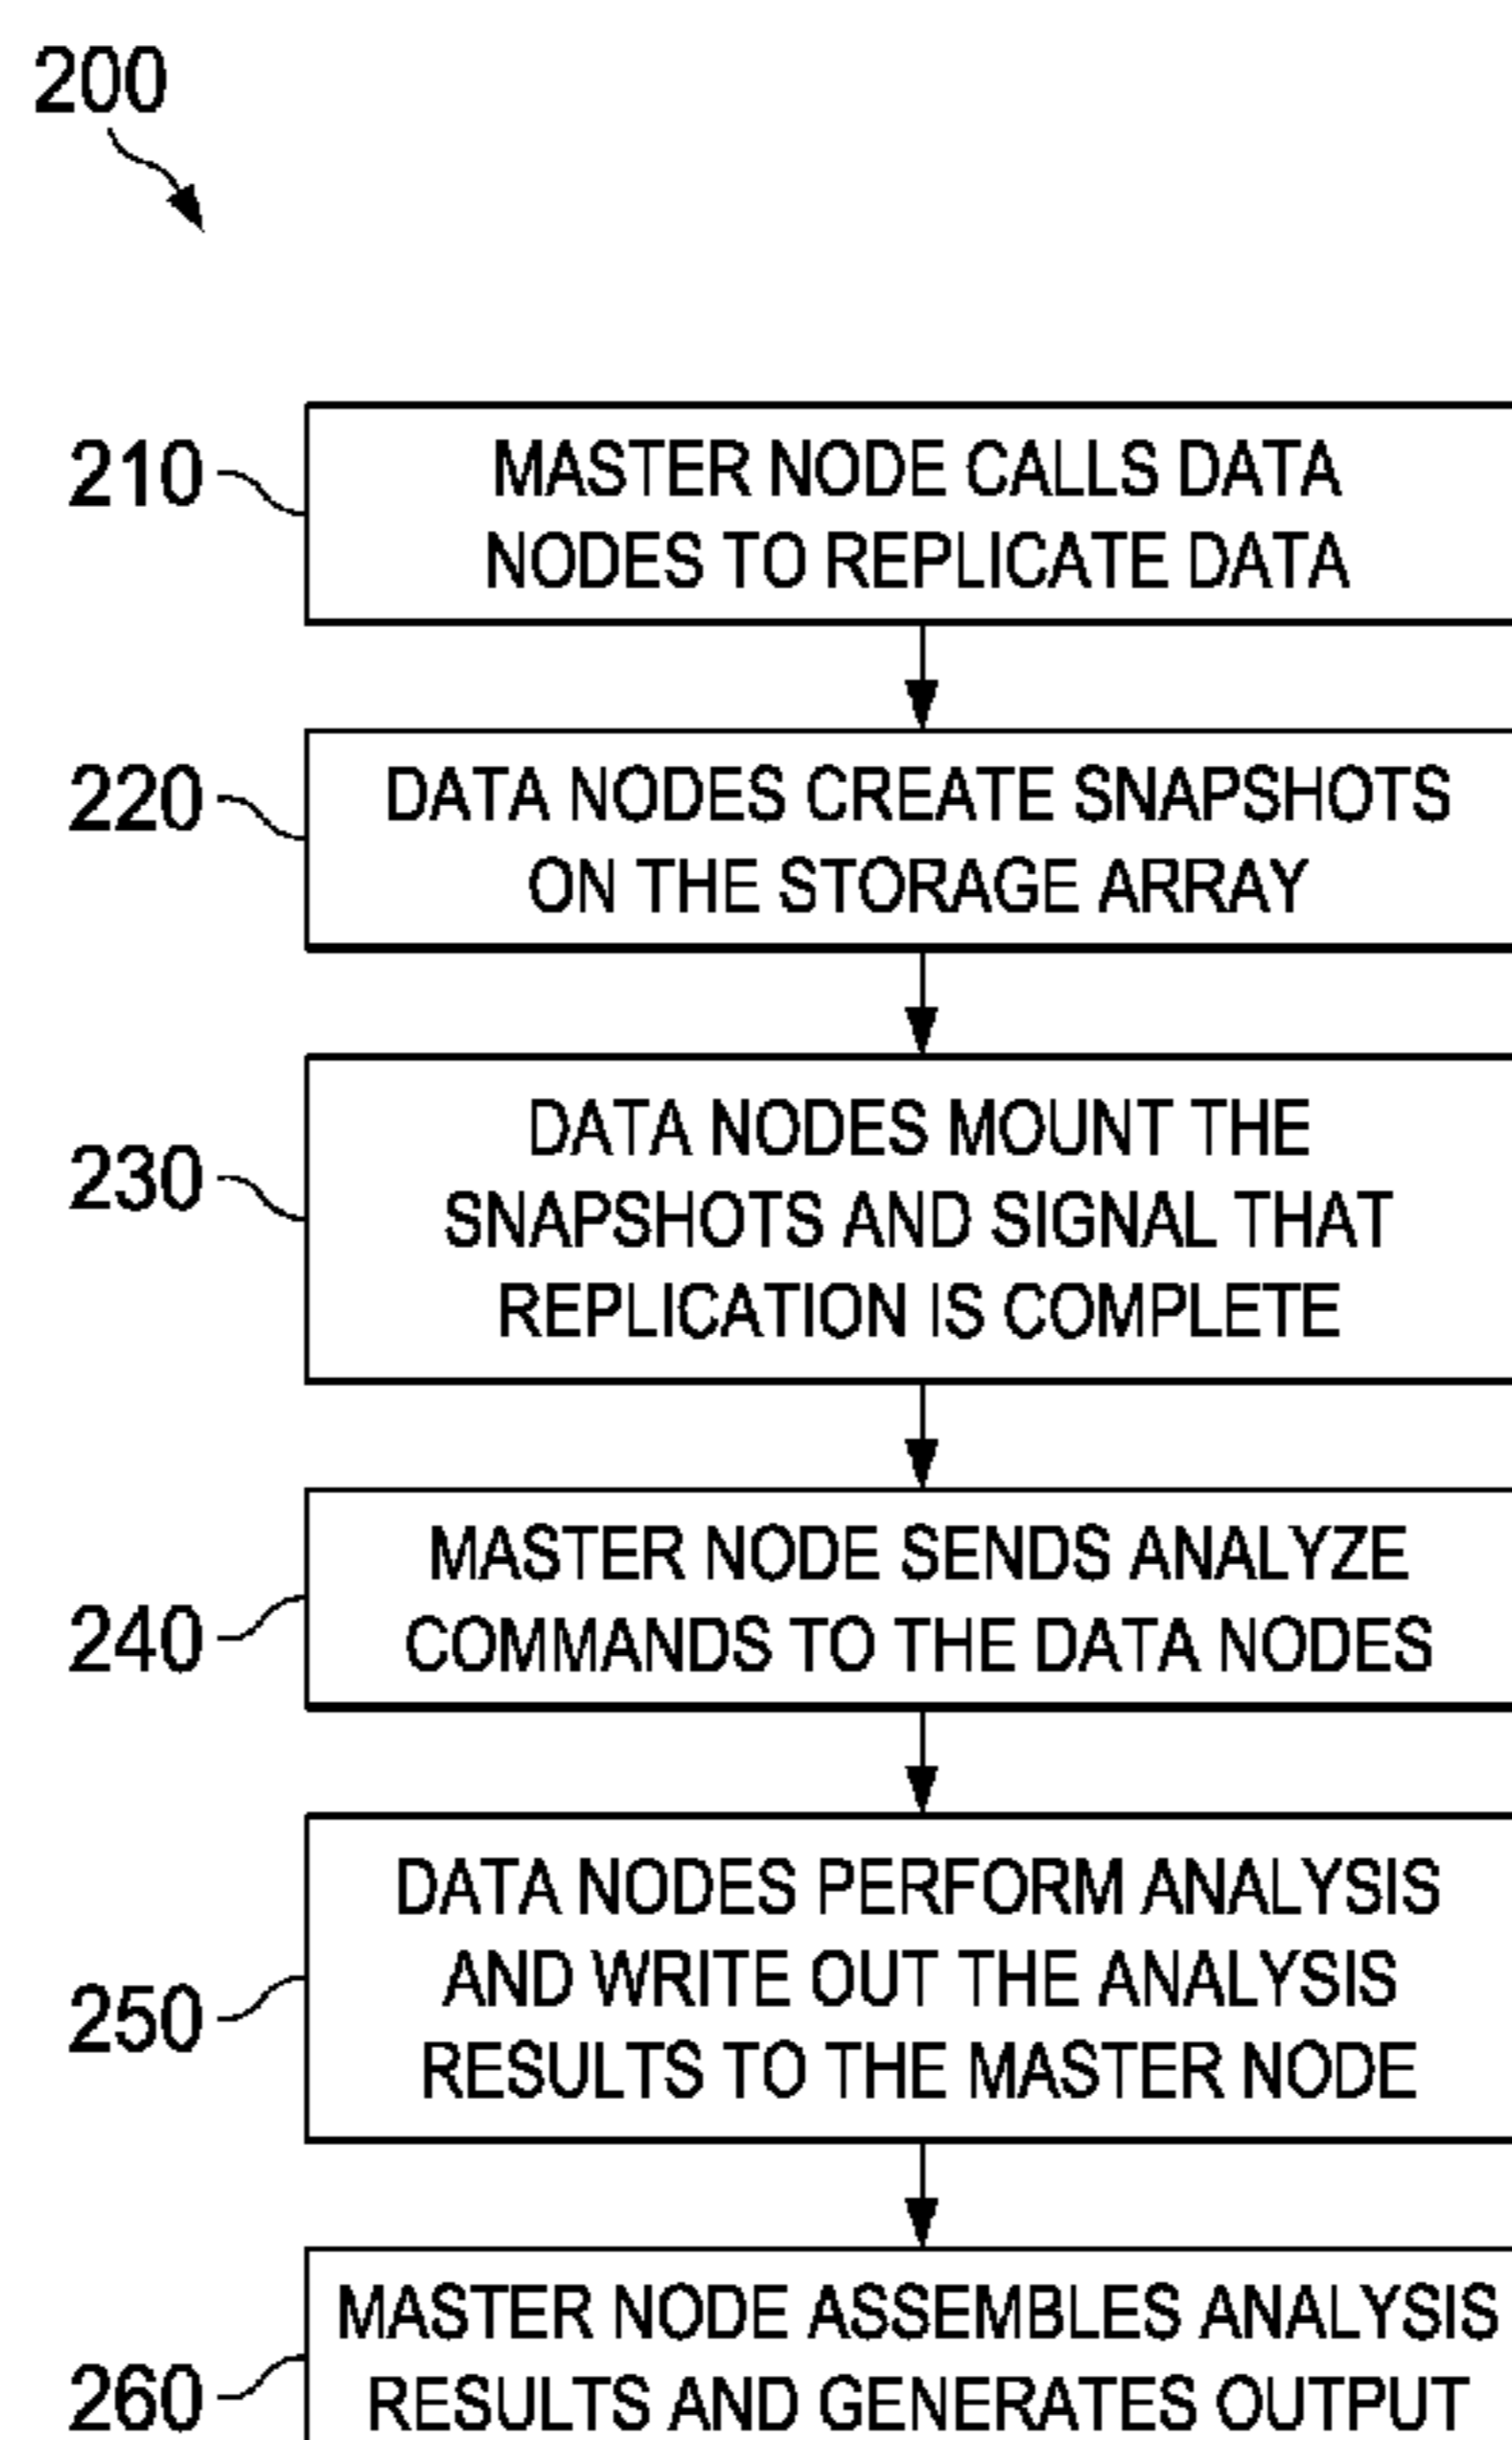 200
210
MASTER NODE CALLS DATA
NODES TO REPLICATE DATA
220
DATA NODES CREATE SNAPSHOTS
ON THE STORAGE ARRAY
230
DATA NODES MOUNT THE
SNAPSHOTS AND SIGNAL THAT
REPLICATION IS COMPLETE
240
MASTER NODE SENDS ANALYZE
COMMANDS TO THE DATA NODES
250
DATA NODES PERFORM ANALYSIS
AND WRITE OUT THE ANALYSIS
RESULTS TO THE MASTER NODE
260
MASTER NODE ASSEMBLES ANALYSIS
RESULTS AND GENERATES OUTPUT